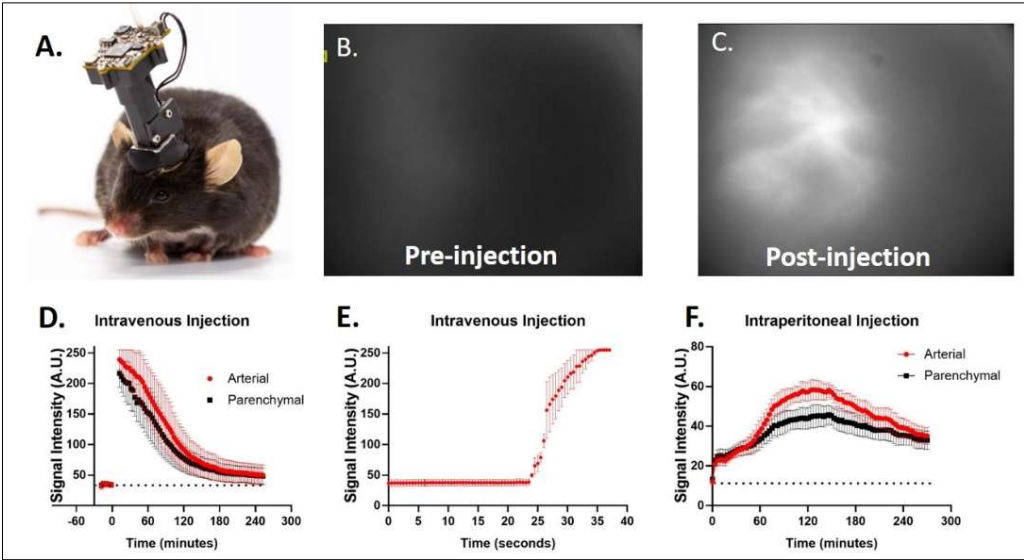 A.
B.
Pre-injection
C.
Post-injection
D.
Intravenous Injection
Signal Intensity (A.U.)
250
200
150
100
50
0
Arterial
Parenchymal
-60 0 60 120 180 240 300
Time (minutes)
E.
Intravenous Injection
Signal Intensity (A.U.)
250
200
150
100
50
0
0 5 10 15 20 25 30 35 40
Time (seconds)
F.
Intraperitoneal Injection
Signal Intensity (A.U.)
80
60
40
20
0
Arterial
Parenchymal
0 60 120 180 240 300
Time (minutes)